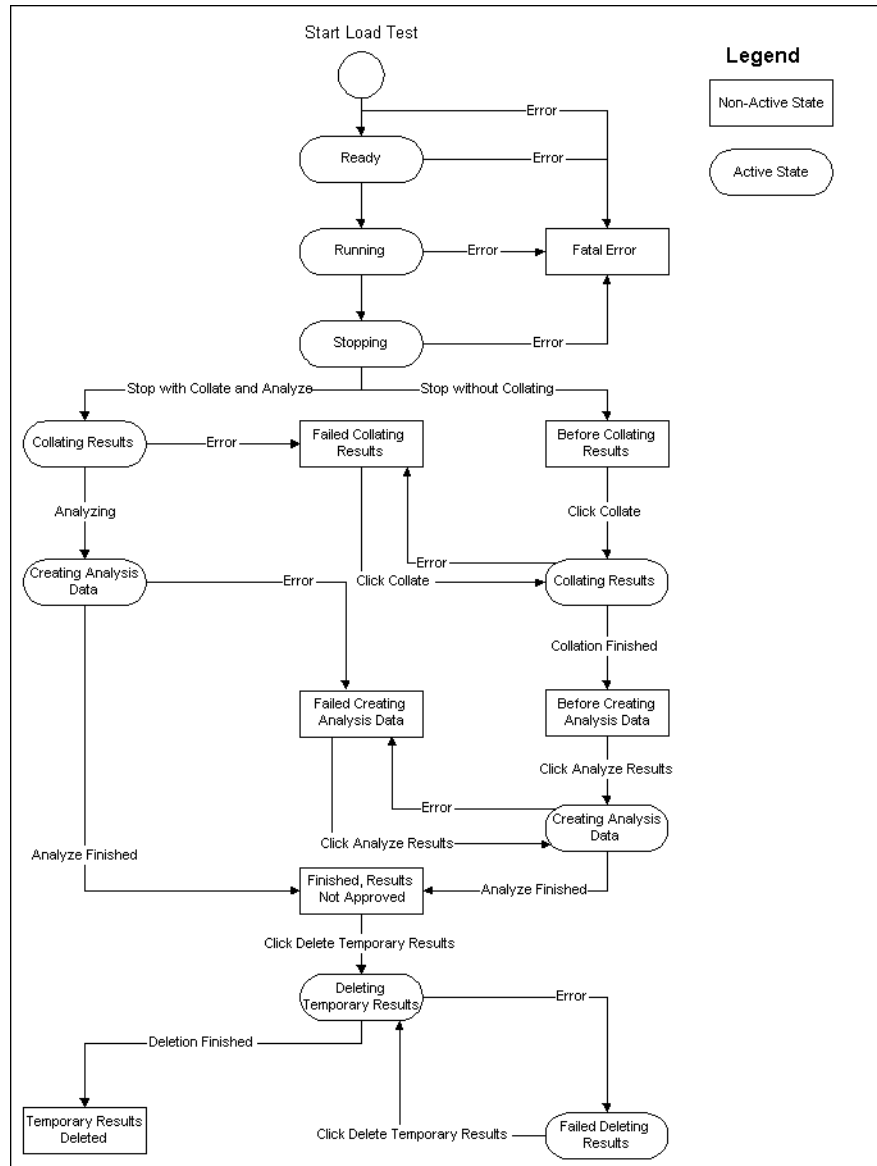 Start Load Test
Legend
Non-Active State
Active State
Error
Ready
Error
Running
Error
Fatal Error
Stopping
Error
Stop with Collate and Analyze
Stop without Collating
Collating Results
Error
Failed Collating
Results
Before Collating
Results
Analyzing
Click Collate
Error
Creating Analysis
Data
Error
Click Collate
Collating Results
Collation Finished
Failed Creating
Analysis Data
Before Creating
Analysis Data
Click Analyze Results
Error
Creating Analysis
Data
Click Analyze Results
Analyze Finished
Finished, Results
Not Approved
Analyze Finished
Click Delete Temporary Results
Deleting
Temporary Results
Error
Deletion Finished
Temporary Results
Deleted
Click Delete Temporary Results
Failed Deleting
Results